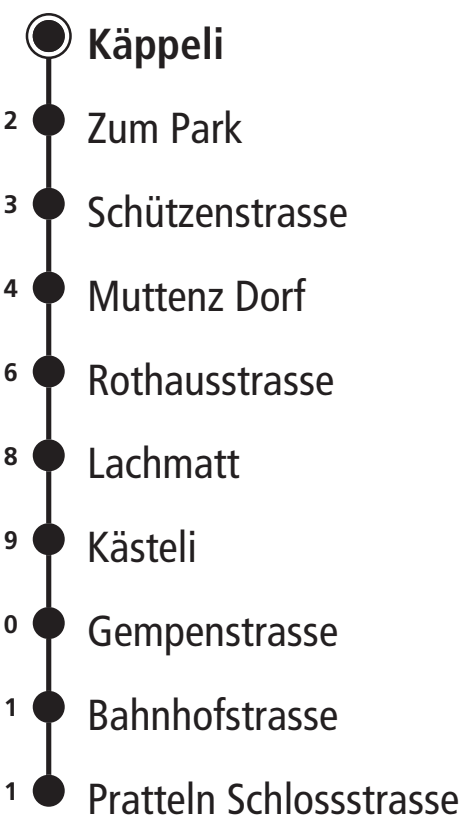 Käppeli
2 Zum Park
3 Schützenstrasse
4 Muttenz Dorf
6 Rothausstrasse
8 Lachmatt
9 Kästeli
0 Gempenstrasse
1 Bahnhofstrasse
1 Pratteln Schlossstrasse